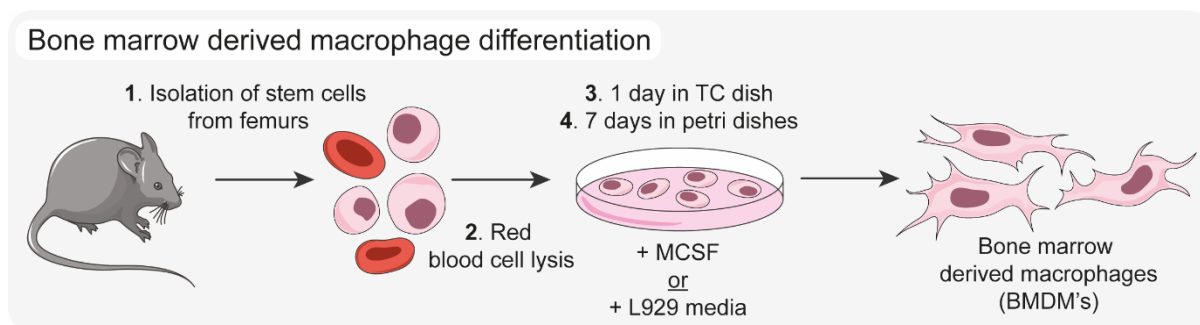 Bone marrow derived macrophage differentiation
1. Isolation of stem cells
from femurs
2. Red
blood cell lysis
3. 1 day in TC dish
4. 7 days in petri dishes
+ MCSF
or
+ L929 media
Bone marrow
derived macrophages
(BMDM's)